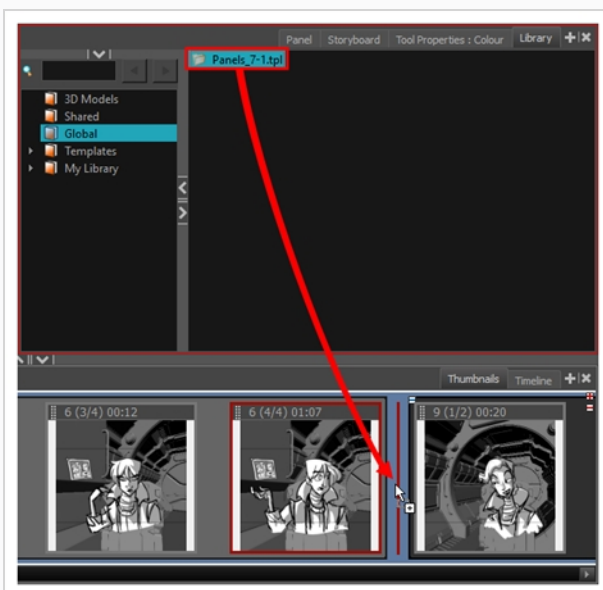 Panel Storyboard Tool Properties : Colour Library
Panels_7-1.tpl
3D Models
Shared
Global
Templates
My Library
Thumbnails Timeline
6 (3/4) 00:12 6 (4/4) 01:07 9 (1/2) 00:20